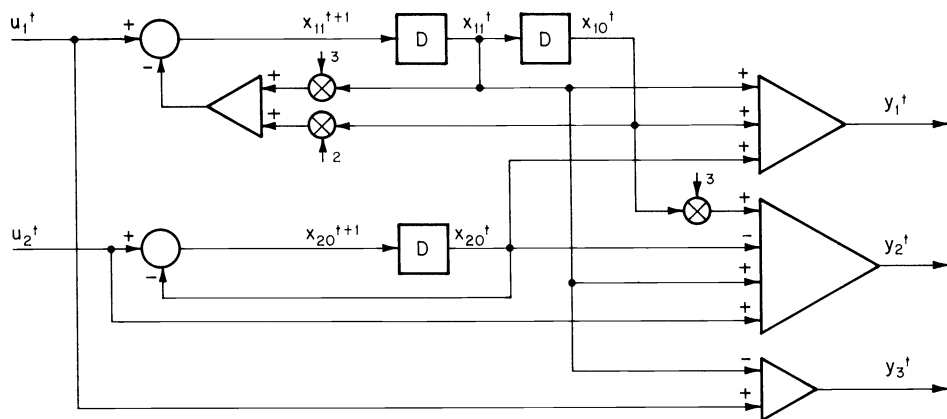 u₁ᵗ + x₁₁ᵗ⁺¹ D x₁₁ᵗ D x₁₀ᵗ
−
+ 3 +
+ + y₁ᵗ
2 +
3
+
u₂ᵗ + x₂₀ᵗ⁺¹ D x₂₀ᵗ − y₂ᵗ
− +
+
− y₃ᵗ
+